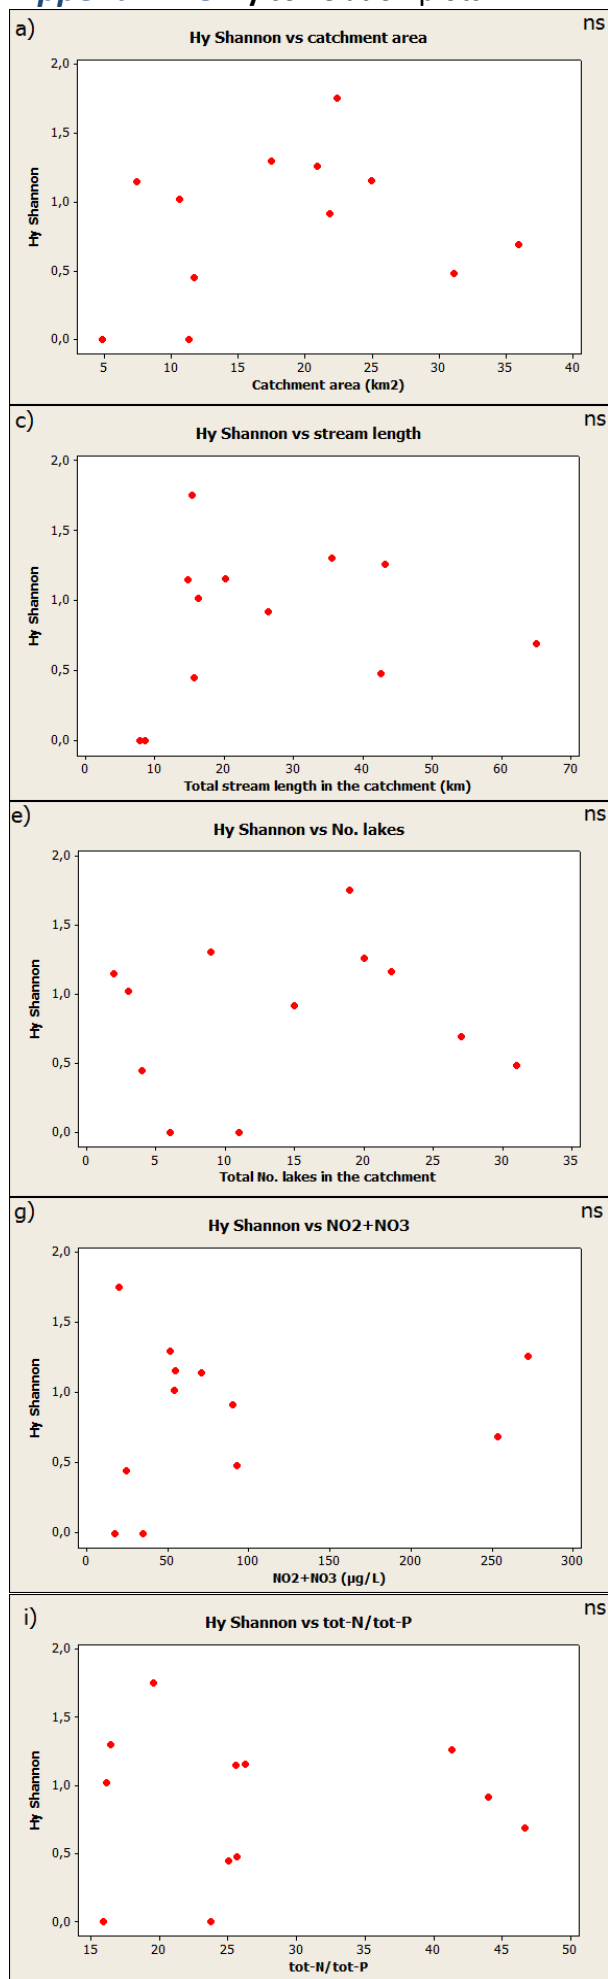 correlation plots
a)
ns
Hy Shannon vs catchment area
2,0
1,5
1,0
0,5
0,0
Hy Shannon
5 10 15 20 25 30 35 40
Catchment area (km2)
c)
ns
Hy Shannon vs stream length
2,0
1,5
1,0
0,5
0,0
Hy Shannon
0 10 20 30 40 50 60 70
Total stream length in the catchment (km)
e)
ns
Hy Shannon vs No. lakes
2,0
1,5
1,0
0,5
0,0
Hy Shannon
0 5 10 15 20 25 30 35
Total No. lakes in the catchment
g)
ns
Hy Shannon vs NO2+NO3
2,0
1,5
1,0
0,5
0,0
Hy Shannon
0 50 100 150 200 250 300
NO2+NO3 (µg/L)
i)
ns
Hy Shannon vs tot-N/tot-P
2,0
1,5
1,0
0,5
0,0
Hy Shannon
15 20 25 30 35 40 45 50
tot-N/tot-P